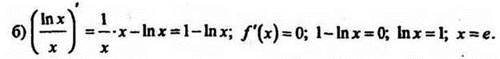 б) (ln x / x)′ = 1/x · x − ln x = 1 − ln x; f′(x) = 0; 1 − ln x = 0; ln x = 1; x = e.